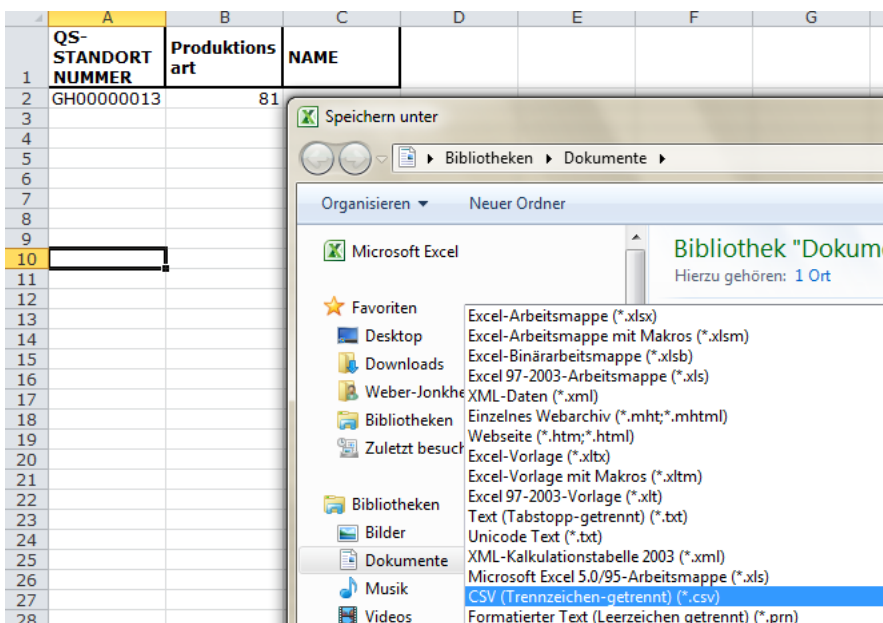 A B C D E F G
1 QS-STANDORT NUMMER Produktions art NAME
2 GH00000013 81
3
4
5
6
7
8
9
10
11
12
13
14
15
16
17
18
19
20
21
22
23
24
25
26
27
28
Speichern unter
Bibliotheken Dokumente
Organisieren Neuer Ordner
Microsoft Excel
Bibliothek "Dokum
Hierzu gehören: 1 Ort
Favoriten
Desktop
Downloads
Weber-Jonkhe
Bibliotheken
Zuletzt besuch
Bibliotheken
Bilder
Dokumente
Musik
Videos
Excel-Arbeitsmappe (*.xlsx)
Excel-Arbeitsmappe mit Makros (*.xlsm)
Excel-Binärarbeitsmappe (*.xlsb)
Excel 97-2003-Arbeitsmappe (*.xls)
XML-Daten (*.xml)
Einzelnes Webarchiv (*.mht;*.mhtml)
Webseite (*.htm;*.html)
Excel-Vorlage (*.xltx)
Excel-Vorlage mit Makros (*.xltm)
Excel 97-2003-Vorlage (*.xlt)
Text (Tabstopp-getrennt) (*.txt)
Unicode Text (*.txt)
XML-Kalkulationstabelle 2003 (*.xml)
Microsoft Excel 5.0/95-Arbeitsmappe (*.xls)
CSV (Trennzeichen-getrennt) (*.csv)
Formatierter Text (Leerzeichen getrennt) (*.prn)